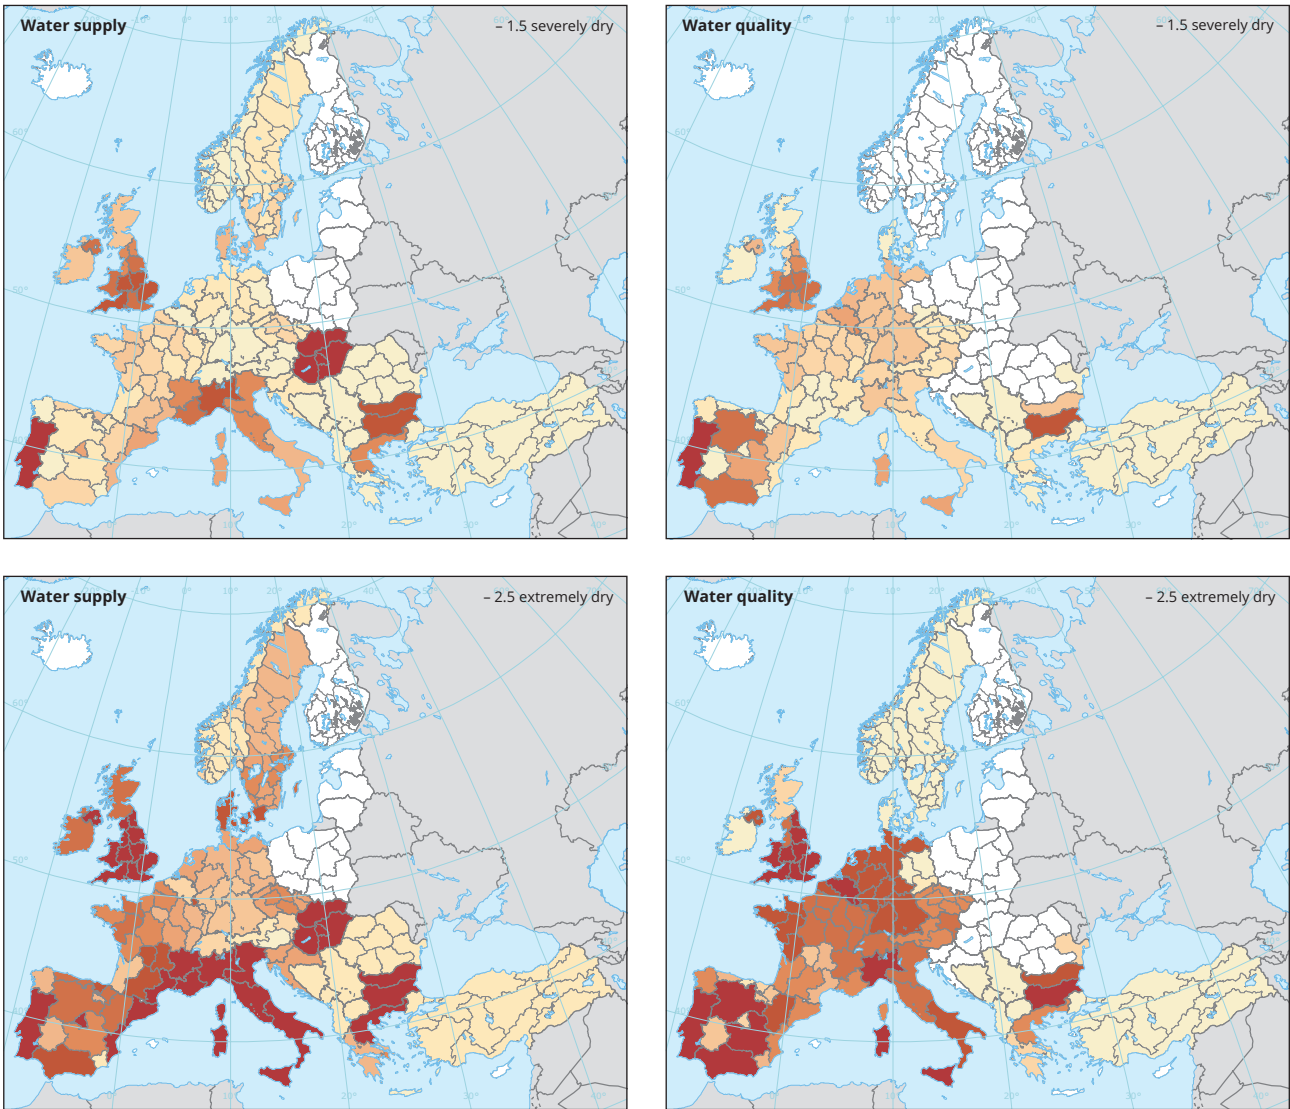 Water supply
– 1.5 severely dry
Water quality
– 1.5 severely dry
Water supply
– 2.5 extremely dry
Water quality
– 2.5 extremely dry